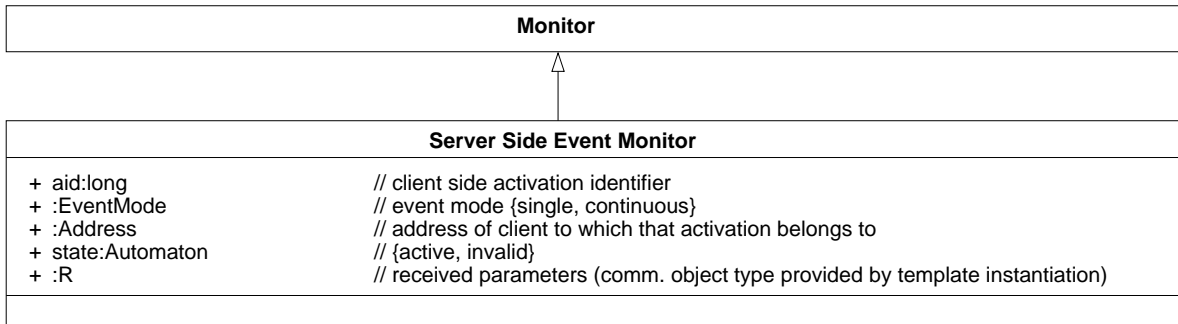 Monitor
Server Side Event Monitor
+ aid:long // client side activation identifier
+ :EventMode // event mode {single, continuous}
+ :Address // address of client to which that activation belongs to
+ state:Automaton // {active, invalid}
+ :R // received parameters (comm. object type provided by template instantiation)